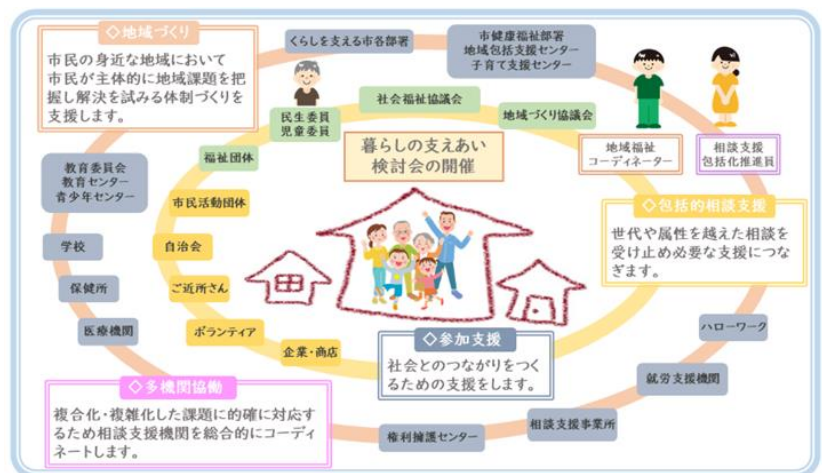 ◇地域づくり
市民の身近な地域において
市民が主体的に地域課題を把
握し解決を試みる体制づくりを
支援します。
くらしを支える市各部署
市健康福祉部署
地域包括支援センター
子育て支援センター
民生委員
児童委員
社会福祉協議会
地域づくり協議会
地域福祉
コーディネーター
相談支援
包括化推進員
福祉団体
暮らしの支えあい
検討会の開催
教育委員会
教育センター
青少年センター
市民活動団体
◇包括的相談支援
世代や属性を越えた相談を
受け止め必要な支援につな
ぎます。
学校
自治会
保健所
ご近所さん
医療機関
ボランティア
企業・商店
◇参加支援
社会とのつながりをつく
るための支援をします。
ハローワーク
就労支援機関
◇多機関協働
複合化・複雑化した課題に的確に対応す
るため相談支援機関を総合的にコーディ
ネートします。
権利擁護センター
相談支援事業所